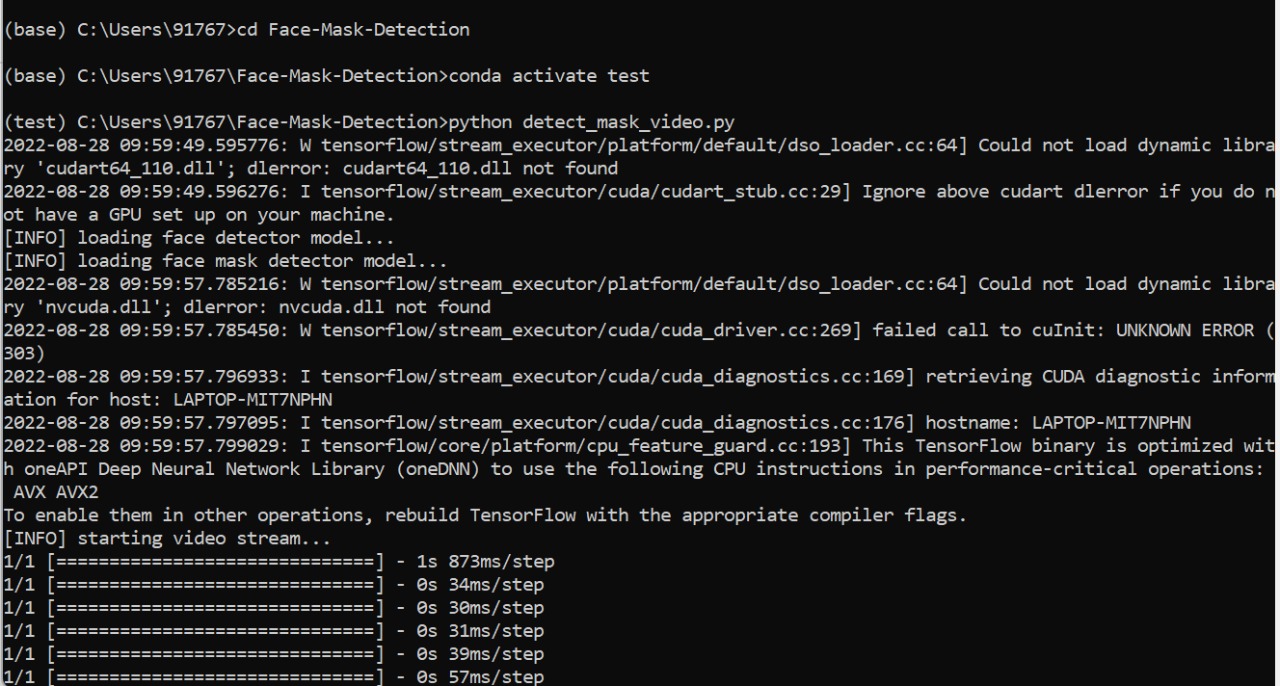 (base) C:\Users\91767>cd Face-Mask-Detection
(base) C:\Users\91767\Face-Mask-Detection>conda activate test
(test) C:\Users\91767\Face-Mask-Detection>python detect_mask_video.py
2022-08-28 09:59:49.595776: W tensorflow/stream_executor/platform/default/dso_loader.cc:64] Could not load dynamic libra
ry 'cudart64_110.dll'; dlerror: cudart64_110.dll not found
2022-08-28 09:59:49.596276: I tensorflow/stream_executor/cuda/cudart_stub.cc:29] Ignore above cudart dlerror if you do n
ot have a GPU set up on your machine.
[INFO] loading face detector model...
[INFO] loading face mask detector model...
2022-08-28 09:59:57.785216: W tensorflow/stream_executor/platform/default/dso_loader.cc:64] Could not load dynamic libra
ry 'nvcuda.dll'; dlerror: nvcuda.dll not found
2022-08-28 09:59:57.785450: W tensorflow/stream_executor/cuda/cuda_driver.cc:269] failed call to cuInit: UNKNOWN ERROR (
303)
2022-08-28 09:59:57.796933: I tensorflow/stream_executor/cuda/cuda_diagnostics.cc:169] retrieving CUDA diagnostic inform
ation for host: LAPTOP-MIT7NPHN
2022-08-28 09:59:57.797095: I tensorflow/stream_executor/cuda/cuda_diagnostics.cc:176] hostname: LAPTOP-MIT7NPHN
2022-08-28 09:59:57.799029: I tensorflow/core/platform/cpu_feature_guard.cc:193] This TensorFlow binary is optimized wit
h oneAPI Deep Neural Network Library (oneDNN) to use the following CPU instructions in performance-critical operations:
 AVX AVX2
To enable them in other operations, rebuild TensorFlow with the appropriate compiler flags.
[INFO] starting video stream...
1/1 [==============================] - 1s 873ms/step
1/1 [==============================] - 0s 34ms/step
1/1 [==============================] - 0s 30ms/step
1/1 [==============================] - 0s 31ms/step
1/1 [==============================] - 0s 39ms/step
1/1 [==============================] - 0s 57ms/step